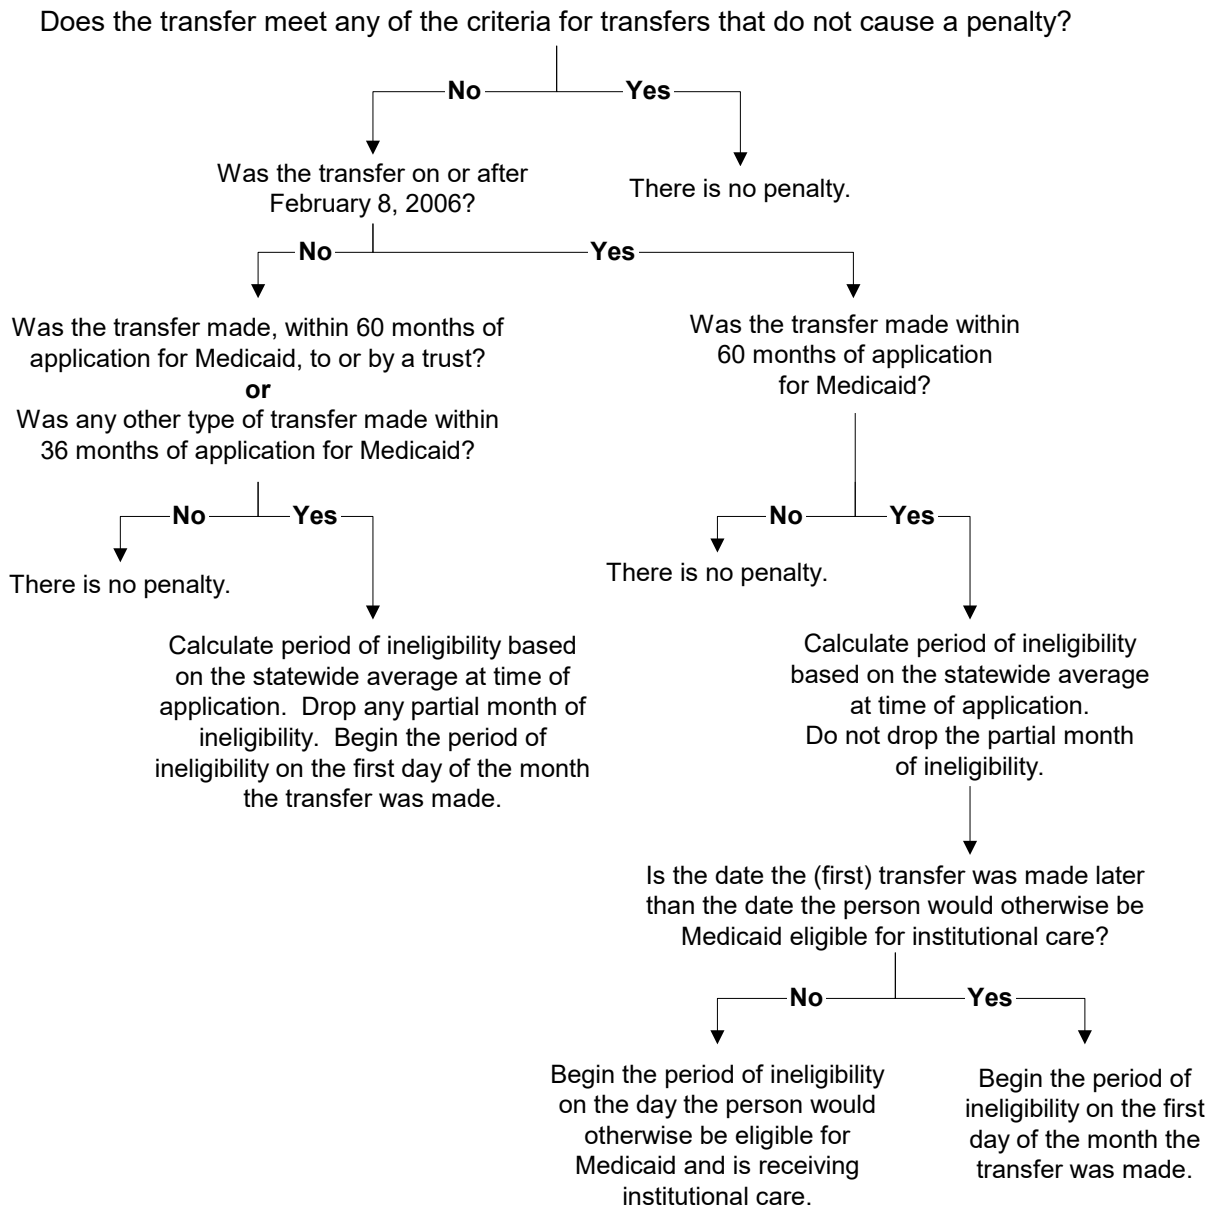 Does the transfer meet any of the criteria for transfers that do not cause a penalty?
No
Yes
Was the transfer on or after
February 8, 2006?
There is no penalty.
No
Yes
Was the transfer made, within 60 months of
application for Medicaid, to or by a trust?
or
Was any other type of transfer made within
36 months of application for Medicaid?
Was the transfer made within
60 months of application
for Medicaid?
No
Yes
No
Yes
There is no penalty.
There is no penalty.
Calculate period of ineligibility based
on the statewide average at time of
application.  Drop any partial month of
ineligibility.  Begin the period of
ineligibility on the first day of the month
the transfer was made.
Calculate period of ineligibility
based on the statewide average
at time of application.
Do not drop the partial month
of ineligibility.
Is the date the (first) transfer was made later
than the date the person would otherwise be
Medicaid eligible for institutional care?
No
Yes
Begin the period of ineligibility
on the day the person would
otherwise be eligible for
Medicaid and is receiving
institutional care.
Begin the period of
ineligibility on the first
day of the month the
transfer was made.